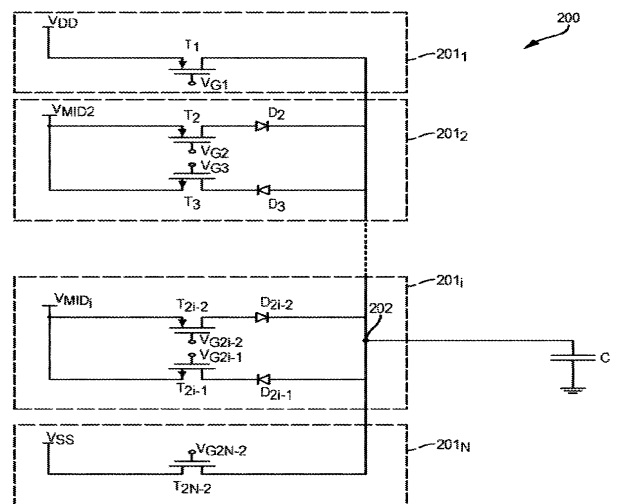 200
VDD
T1
VG1
2011
VMID2
T2
D2
VG2
VG3
T3
D3
2012
VMIDi
T2i-2
D2i-2
VG2i-2
VG2i-1
T2i-1
D2i-1
201i
202
C
VSS
VG2N-2
T2N-2
201N